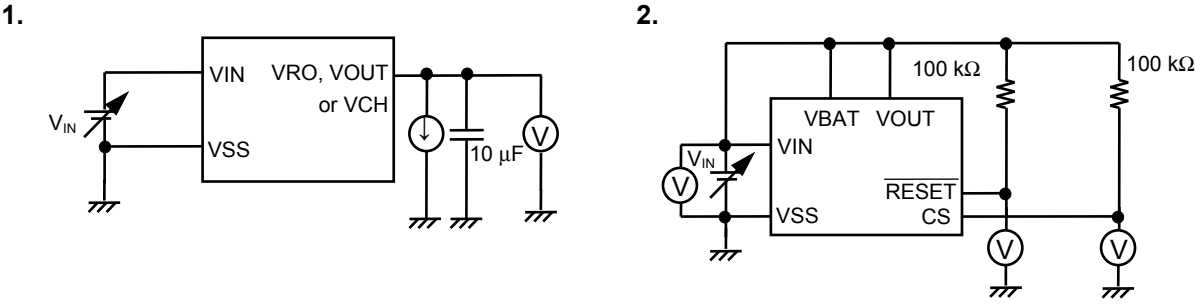 1.
VIN
VRO, VOUT
or VCH
VIN
VSS
10 μF
V
2.
100 kΩ
100 kΩ
VBAT VOUT
VIN
VIN
V
RESET
VSS
CS
V
V